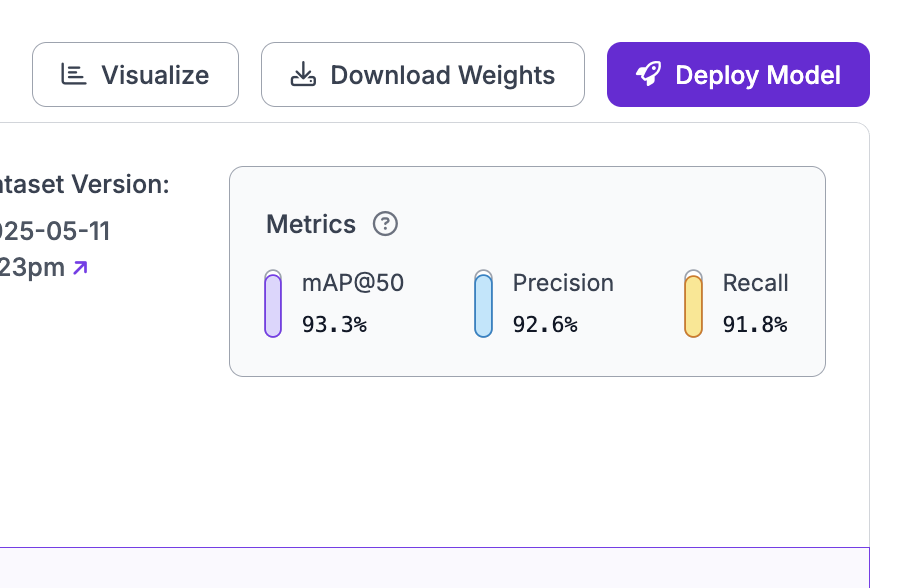 Visualize
Download Weights
Deploy Model
ataset Version:
025-05-11
23pm
Metrics
mAP@50
93.3%
Precision
92.6%
Recall
91.8%